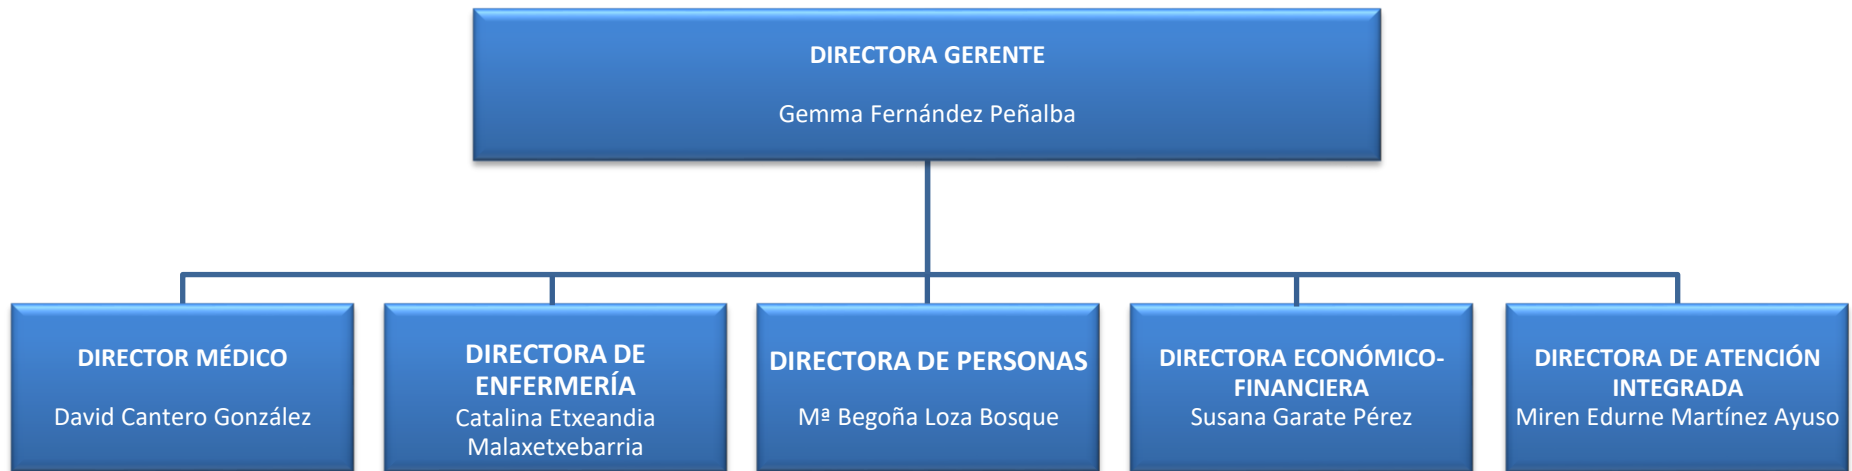 DIRECTORA GERENTE
Gemma Fernández Peñalba
DIRECTOR MÉDICO
David Cantero González
DIRECTORA DE
ENFERMERÍA
Catalina Etxeandia
Malaxetxebarria
DIRECTORA DE PERSONAS
Mª Begoña Loza Bosque
DIRECTORA ECONÓMICO-
FINANCIERA
Susana Garate Pérez
DIRECTORA DE ATENCIÓN
INTEGRADA
Miren Edurne Martínez Ayuso